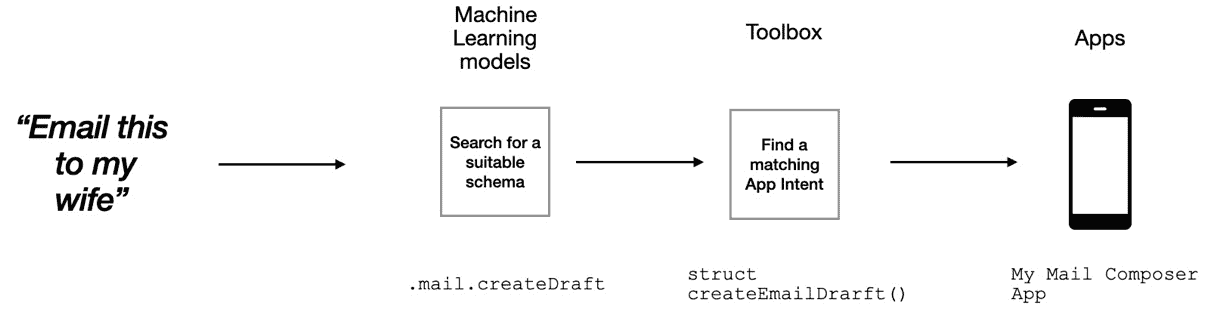 “Email this
to my
wife”
Machine
Learning
models
Search for a
suitable
schema
.mail.createDraft
Toolbox
Find a
matching
App Intent
struct
createEmailDrarft()
Apps
My Mail Composer
App